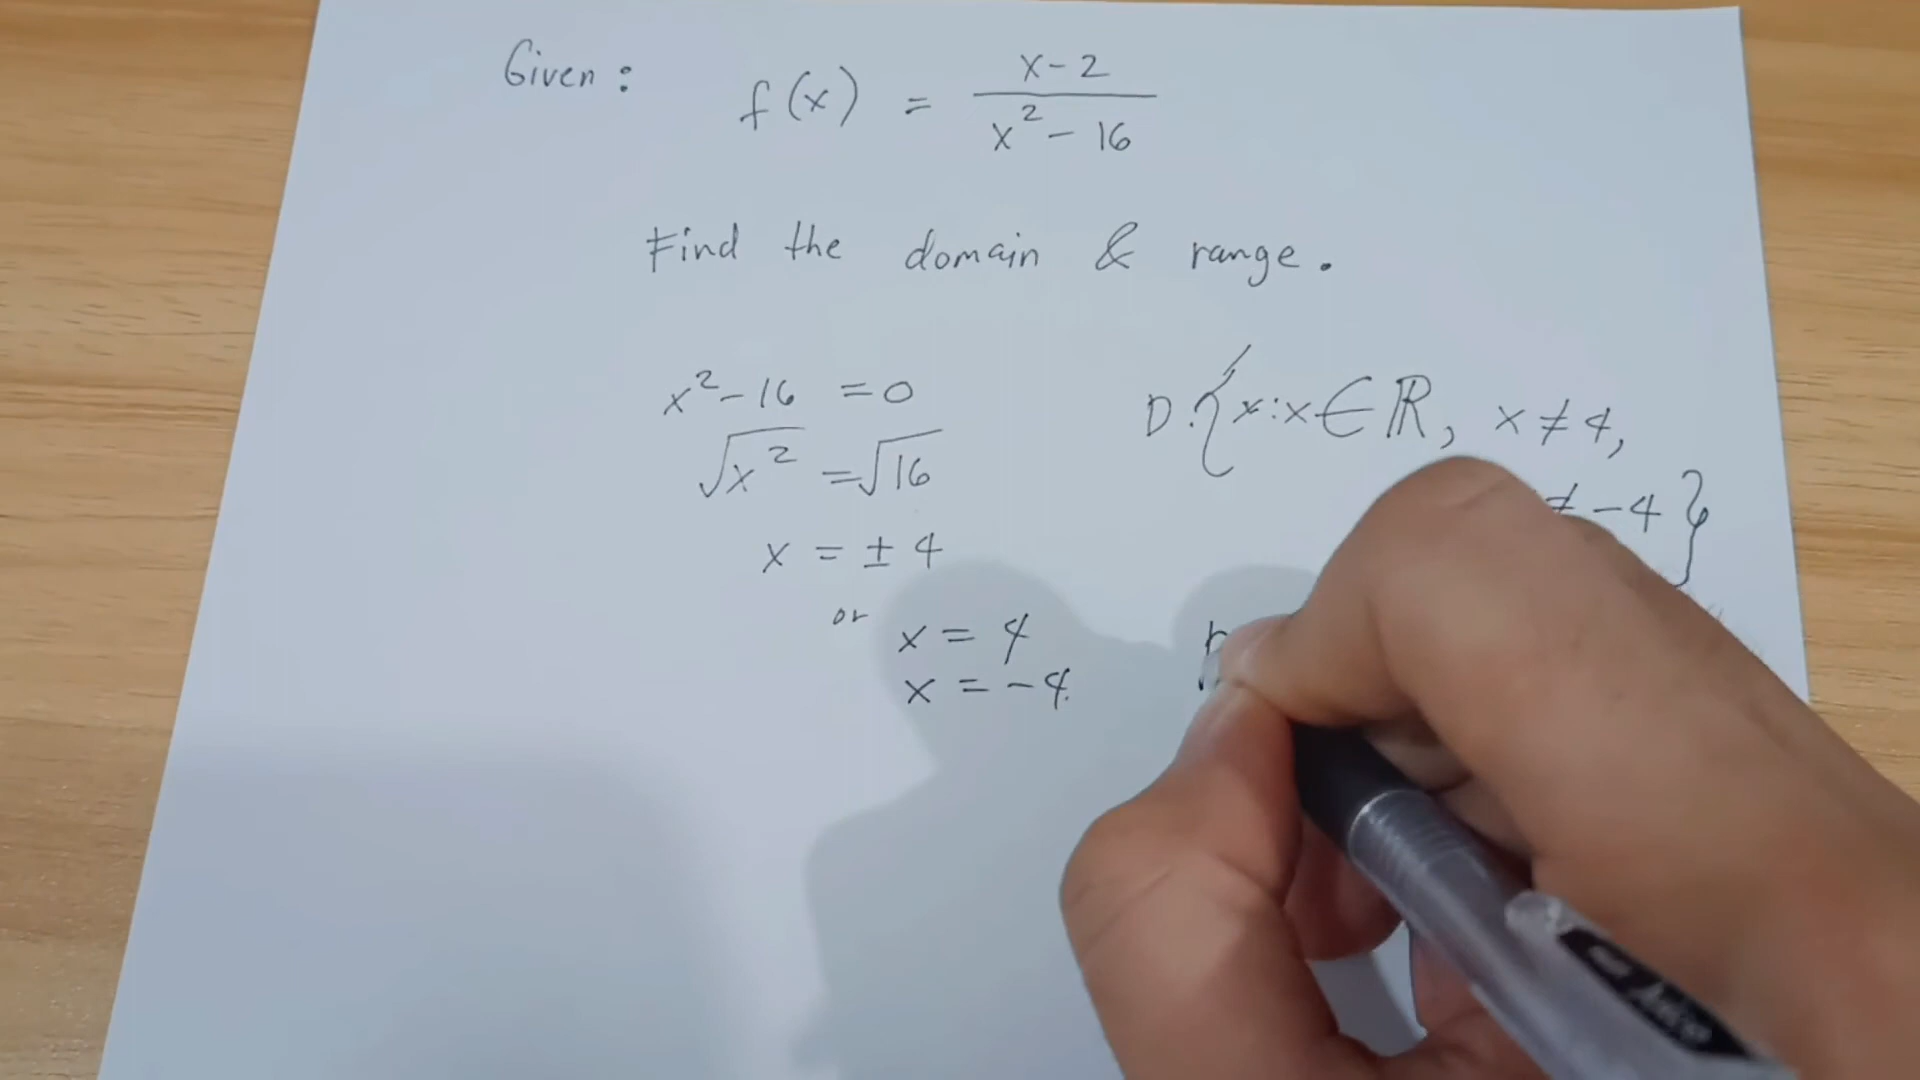 Given : f(x) = x-2 / x²- 16
Find the domain & range.
x²- 16 = 0
√x² = √16
x = ± 4
or x = 4
x = -4
D:{x:x∈ℝ, x ≠ 4,
≠ -4}